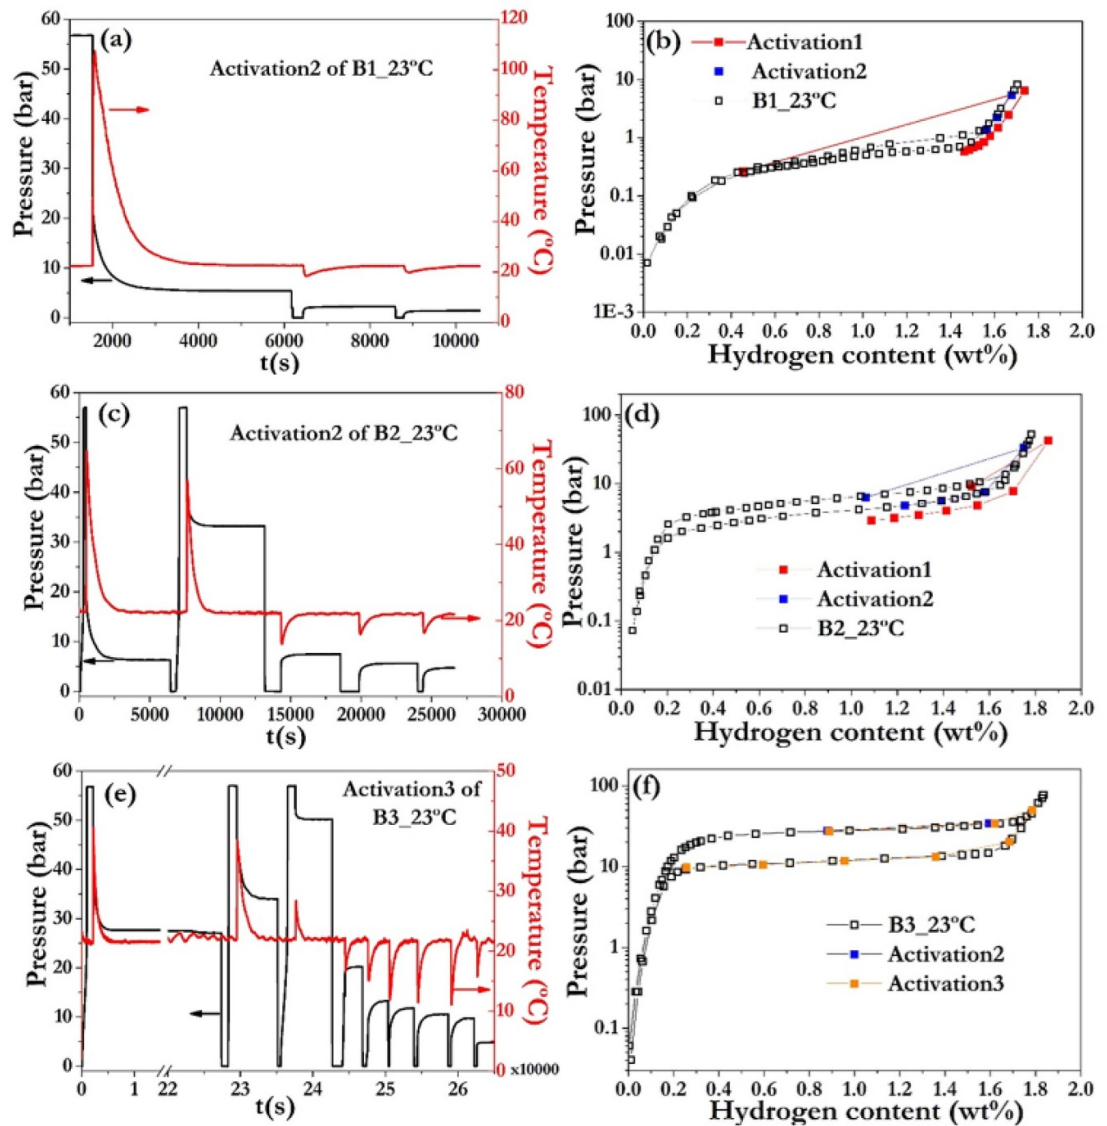 (a)
Activation2 of B1_23°C
Pressure (bar)
60
50
40
30
20
10
0
Temperature (°C)
120
100
80
60
40
20
0
2000 4000 6000 8000 10000
t(s)
(b)
Activation1
Activation2
B1_23°C
Pressure (bar)
100
10
1
0.1
0.01
1E-3
0.0 0.2 0.4 0.6 0.8 1.0 1.2 1.4 1.6 1.8 2.0
Hydrogen content (wt%)
(c)
Activation2 of B2_23°C
Pressure (bar)
60
50
40
30
20
10
0
Temperature (°C)
80
60
40
20
0
0 5000 10000 15000 20000 25000 30000
t(s)
(d)
Activation1
Activation2
B2_23°C
Pressure (bar)
100
10
1
0.1
0.01
0.0 0.2 0.4 0.6 0.8 1.0 1.2 1.4 1.6 1.8 2.0
Hydrogen content (wt%)
(e)
Activation3 of
B3_23°C
Pressure (bar)
60
50
40
30
20
10
0
Temperature (°C)
50
40
30
20
10
0
x10000
0 1 22 23 24 25 26
t(s)
(f)
B3_23°C
Activation2
Activation3
Pressure (bar)
100
10
1
0.1
0.0 0.2 0.4 0.6 0.8 1.0 1.2 1.4 1.6 1.8 2.0
Hydrogen content (wt%)